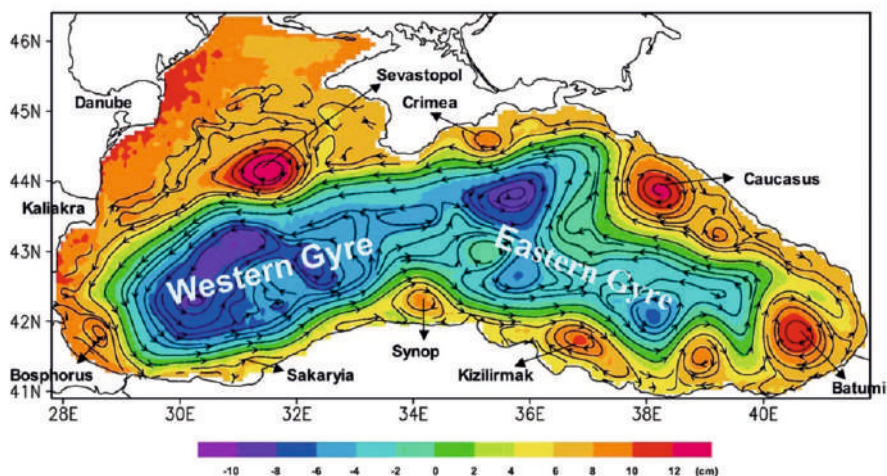 46N
Sevastopol
45N
Danube
Crimea
44N
Caucasus
Kaliakra
43N
Western Gyre
Eastern Gyre
42N
Synop
Bosphorus
Sakaryia
Kizilirmak
Batumi
41N
28E 30E 32E 34E 36E 38E 40E
-10 -8 -6 -4 -2 0 2 4 6 8 10 12 (cm)